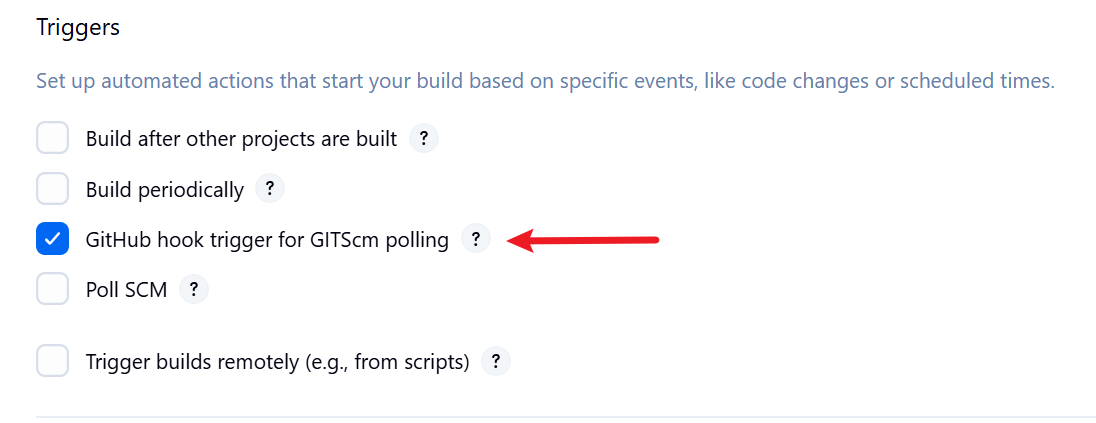 Triggers
Set up automated actions that start your build based on specific events, like code changes or scheduled times.
Build after other projects are built ?
Build periodically ?
GitHub hook trigger for GITScm polling ?
Poll SCM ?
Trigger builds remotely (e.g., from scripts) ?